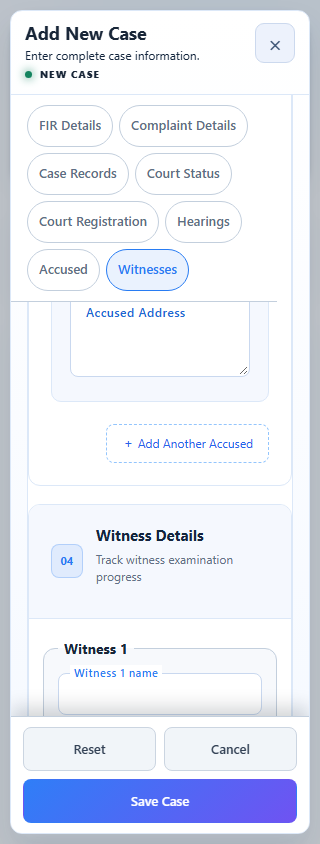 Add New Case
Enter complete case information.
NEW CASE
×
FIR Details
Complaint Details
Case Records
Court Status
Court Registration
Hearings
Accused
Witnesses
Accused Address
+ Add Another Accused
04
Witness Details
Track witness examination
progress
Witness 1
Witness 1 name
Reset
Cancel
Save Case